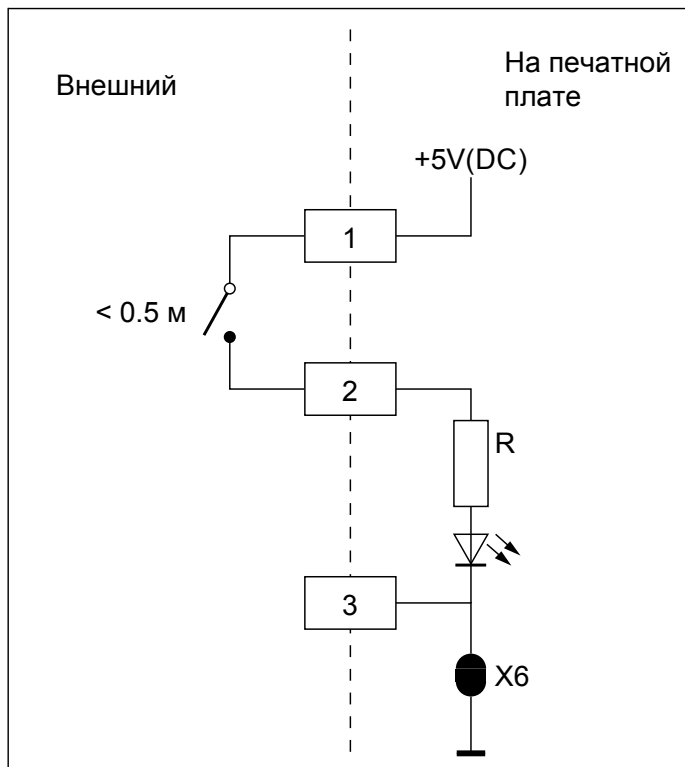 Внешний
На печатной
плате
+5V(DC)
1
< 0.5 м
2
R
3
X6